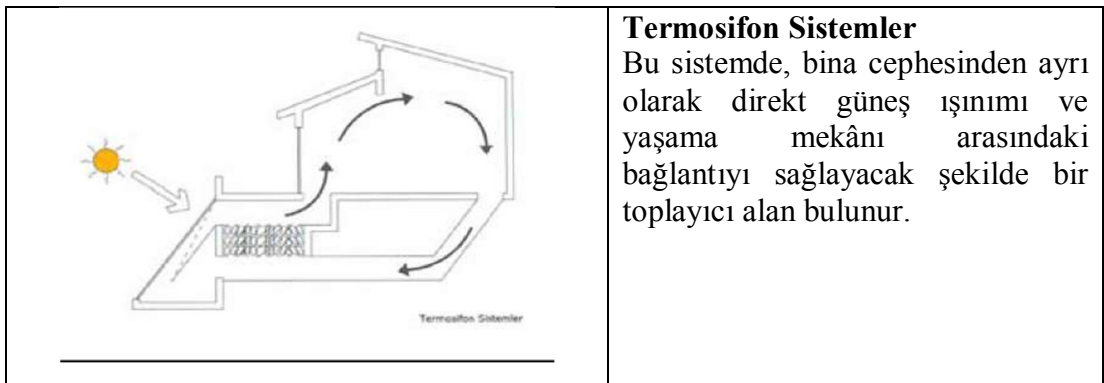 Termosifon Sistemler
Bu sistemde, bina cephesinden ayrı
olarak direkt güneş ışınımı ve
yaşama mekânı arasındaki
bağlantıyı sağlayacak şekilde bir
toplayıcı alan bulunur.
Termosifon Sistemler